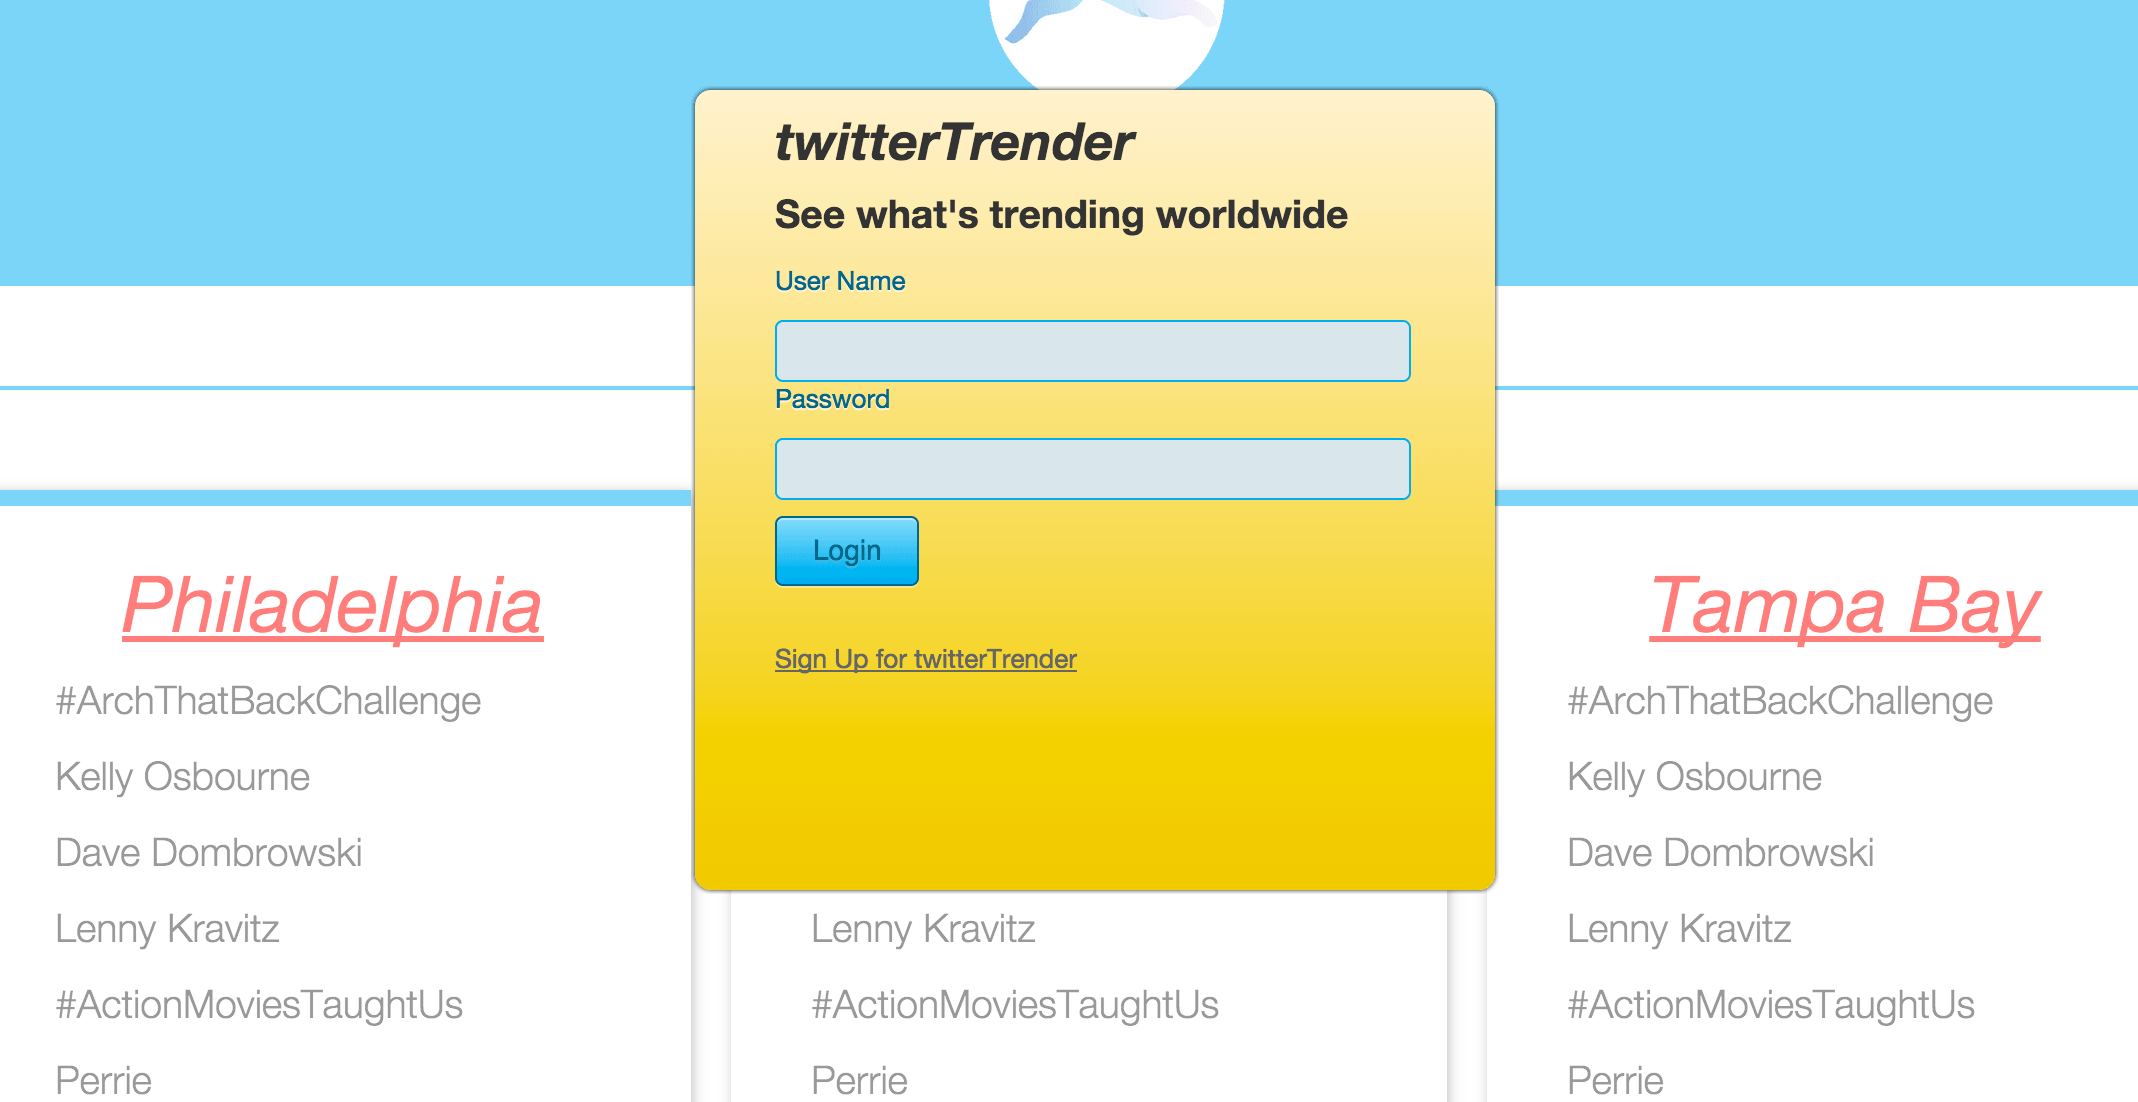 twitterTrender
See what's trending worldwide
User Name
Password
Login
Sign Up for twitterTrender
Philadelphia
#ArchThatBackChallenge
Kelly Osbourne
Dave Dombrowski
Lenny Kravitz
#ActionMoviesTaughtUs
Perrie
Lenny Kravitz
#ActionMoviesTaughtUs
Perrie
Tampa Bay
#ArchThatBackChallenge
Kelly Osbourne
Dave Dombrowski
Lenny Kravitz
#ActionMoviesTaughtUs
Perrie